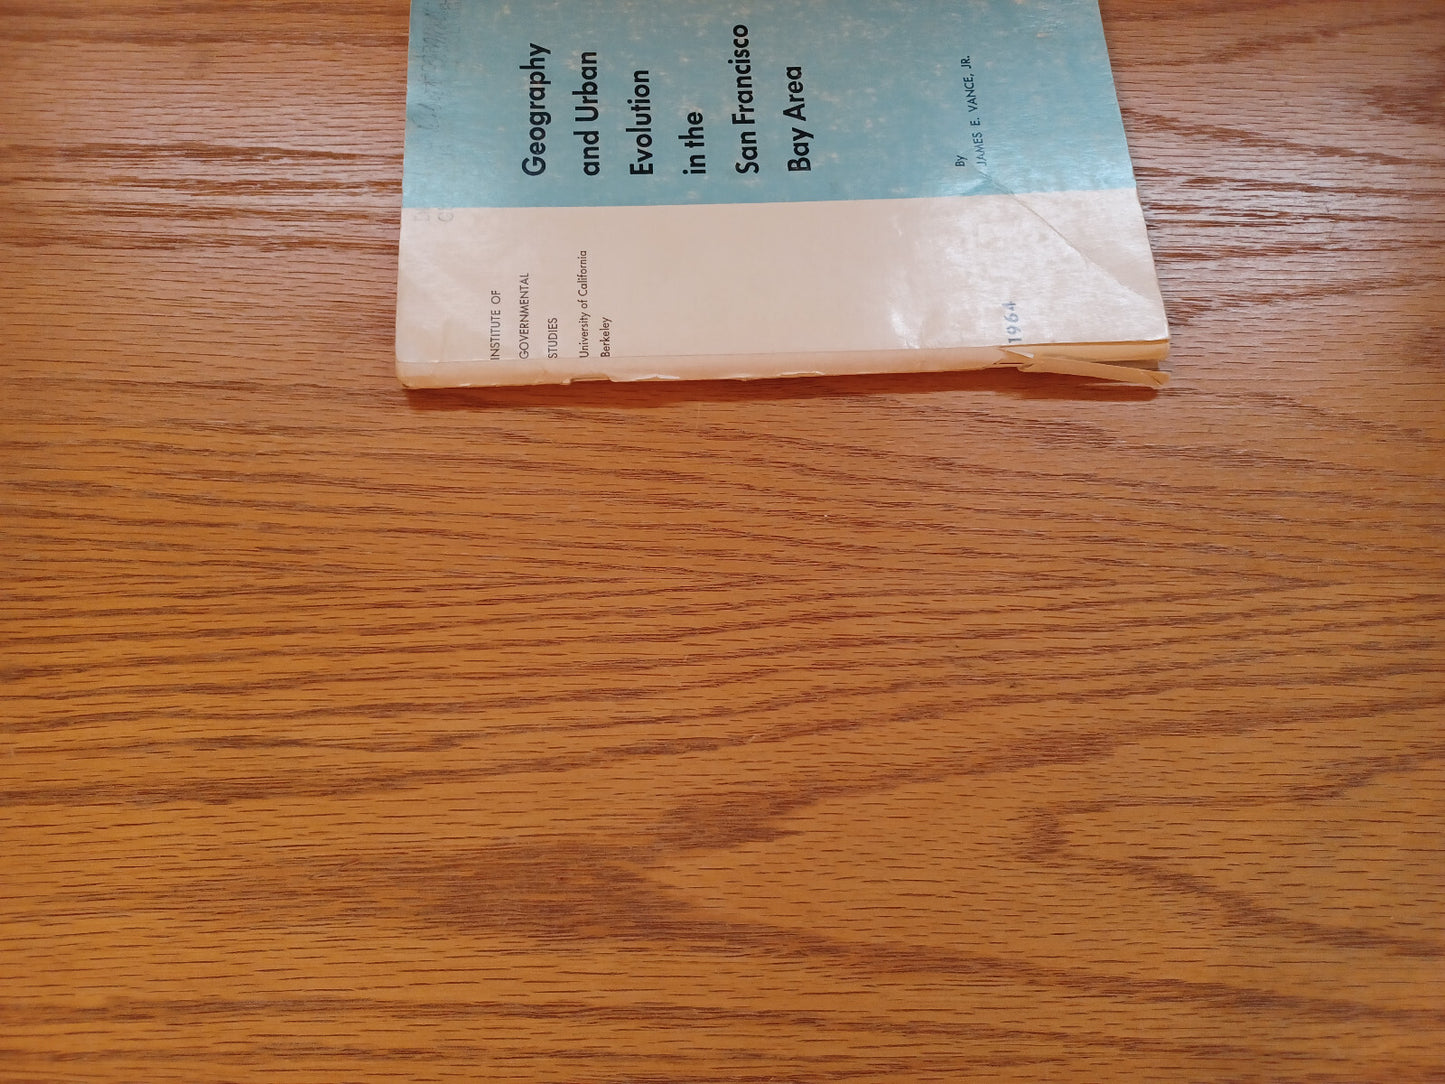 INSTITUTE OF
GOVERNMENTAL
STUDIES
University of California
Berkeley
Geography
and Urban
Evolution
in the
San Francisco
Bay Area
By
JAMES E. VANCE, JR.
1964